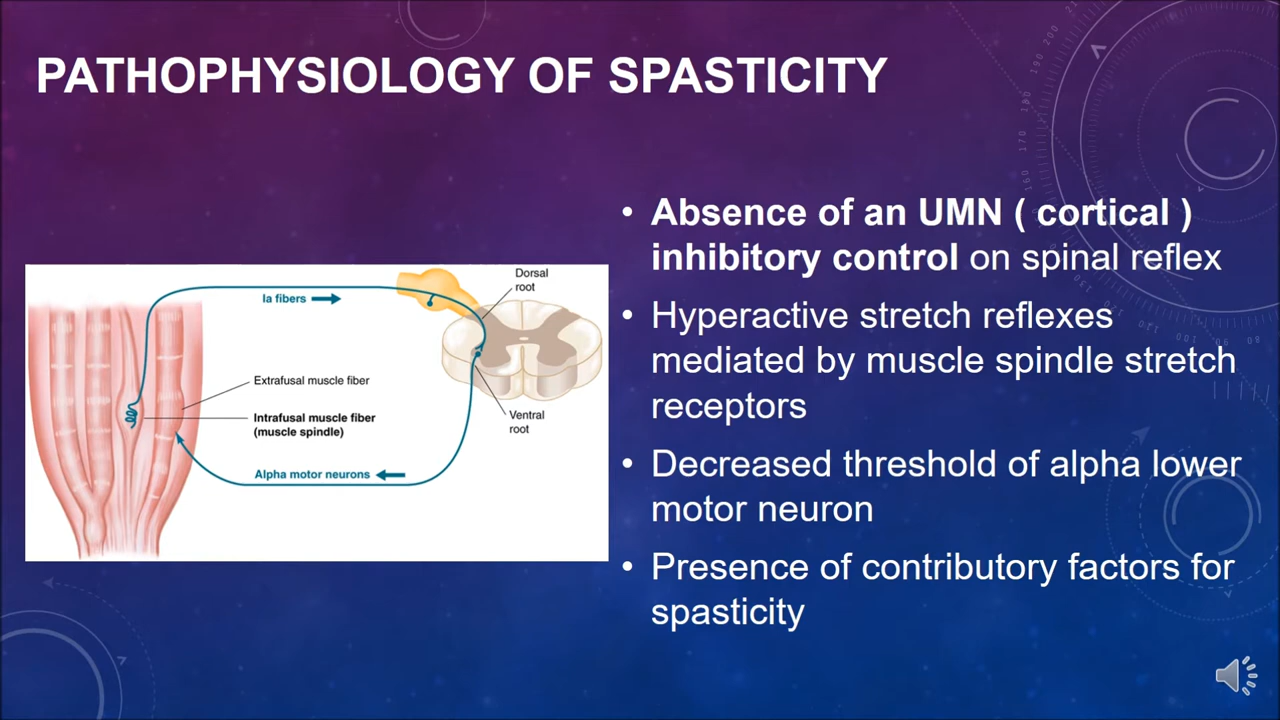 PATHOPHYSIOLOGY OF SPASTICITY
• Absence of an UMN ( cortical )
inhibitory control on spinal reflex
• Hyperactive stretch reflexes
mediated by muscle spindle stretch
receptors
• Decreased threshold of alpha lower
motor neuron
• Presence of contributory factors for
spasticity
Dorsal
root
Ia fibers
Extrafusal muscle fiber
Intrafusal muscle fiber
(muscle spindle)
Ventral
root
Alpha motor neurons